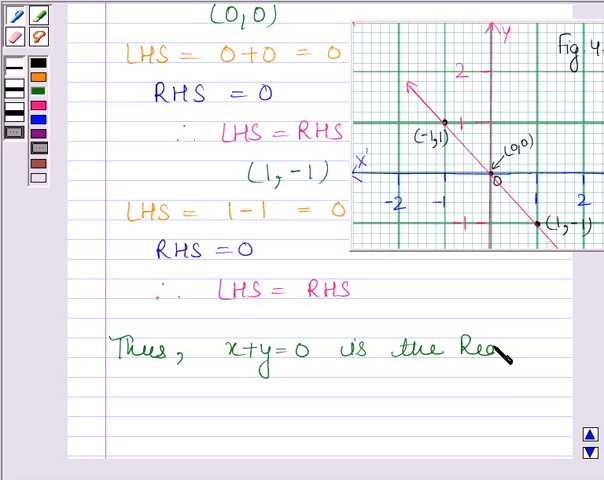 (0,0)
LHS = 0+0 = 0
RHS = 0
∴ LHS = RHS
(1,-1)
LHS = 1-1 = 0
RHS = 0
∴ LHS = RHS
Thus, x+y=0 is the Req
Fig. 4.
Y
2
1
(-1,1)
(0,0)
X'
0
-2 -1 1 2
-1
(1,-1)